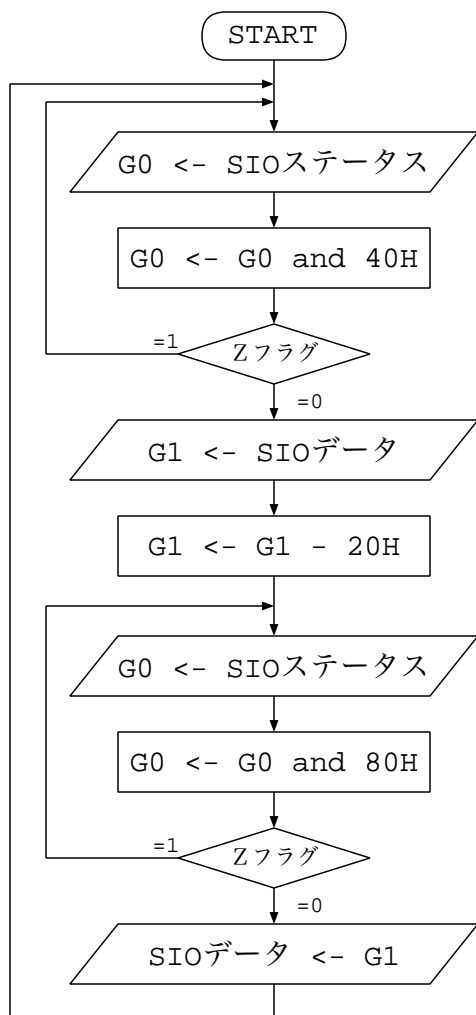 START
G0 <- SIOステータス
G0 <- G0 and 40H
Zフラグ
=1
=0
G1 <- SIOデータ
G1 <- G1 - 20H
G0 <- SIOステータス
G0 <- G0 and 80H
=1
Zフラグ
=0
SIOデータ <- G1